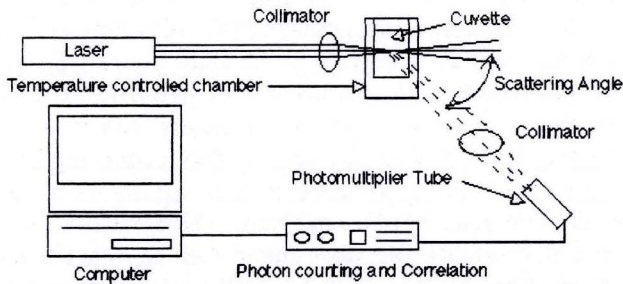 Collimator
Cuvette
Laser
Temperature controlled chamber
Scattering Angle
Collimator
Photomultiplier Tube
Computer
Photon counting and Correlation